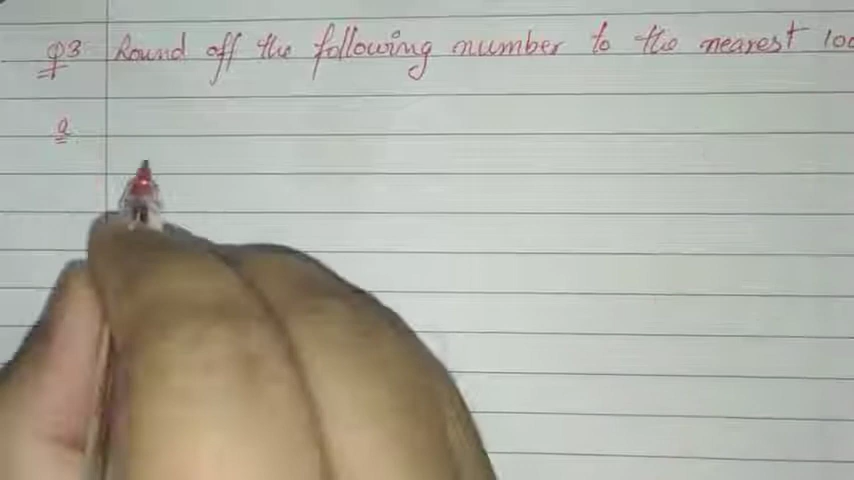 Q3 Round off the following number to the nearest
a